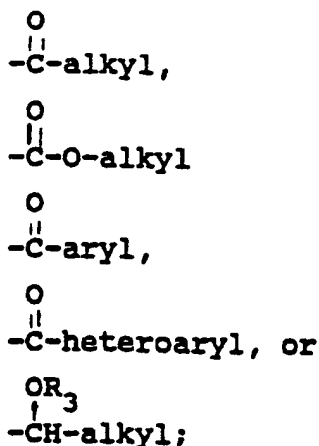 O
||
-C-alkyl,
O
||
-C-O-alkyl
O
||
-C-aryl,
O
||
-C-heteroaryl, or
OR3
-CH-alkyl;